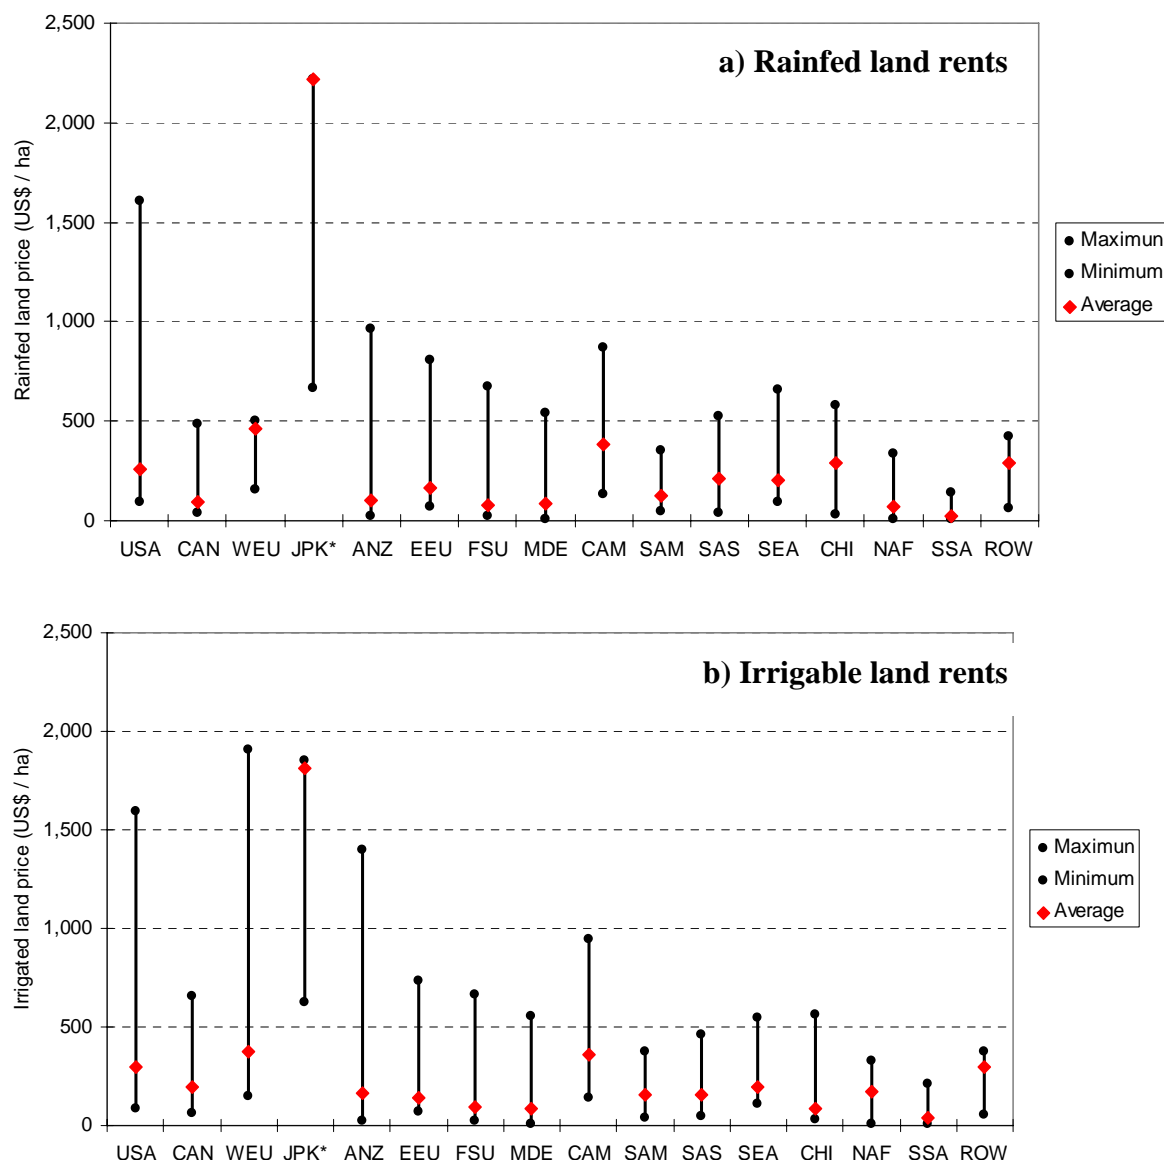 2,500
a) Rainfed land rents
2,000
1,500
1,000
500
0
Rainfed land price (US$ / ha)
Maximun
Minimum
Average
USA CAN WEU JPK* ANZ EEU FSU MDE CAM SAM SAS SEA CHI NAF SSA ROW
2,500
b) Irrigable land rents
2,000
1,500
1,000
500
0
Irrigated land price (US$ / ha)
Maximun
Minimum
Average
USA CAN WEU JPK* ANZ EEU FSU MDE CAM SAM SAS SEA CHI NAF SSA ROW